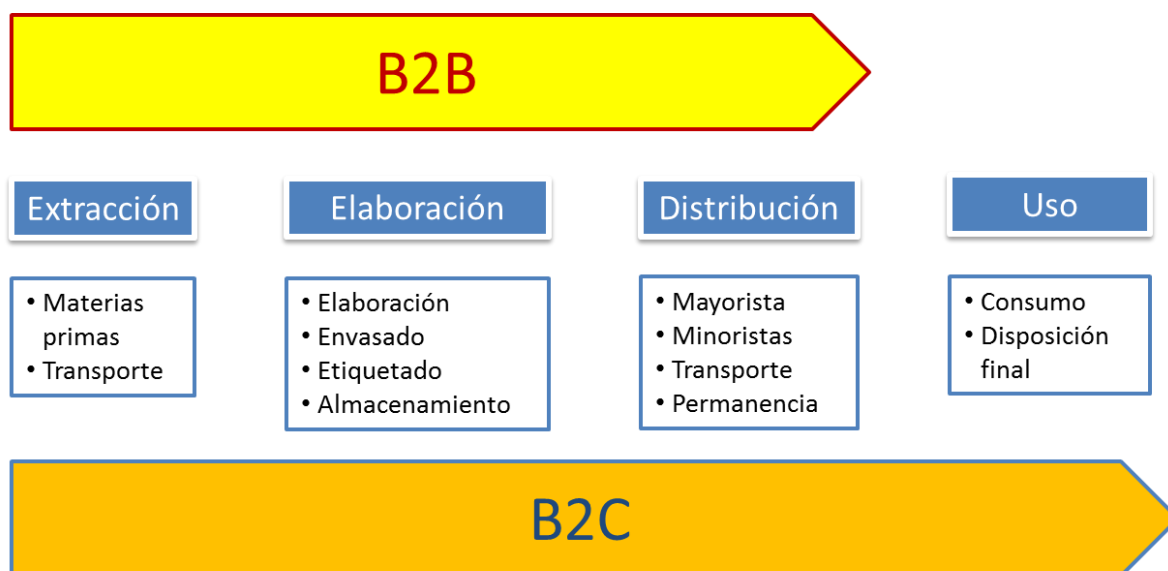 B2B
Extracción
Elaboración
Distribución
Uso
• Materias
primas
• Transporte
• Elaboración
• Envasado
• Etiquetado
• Almacenamiento
• Mayorista
• Minoristas
• Transporte
• Permanencia
• Consumo
• Disposición
final
B2C